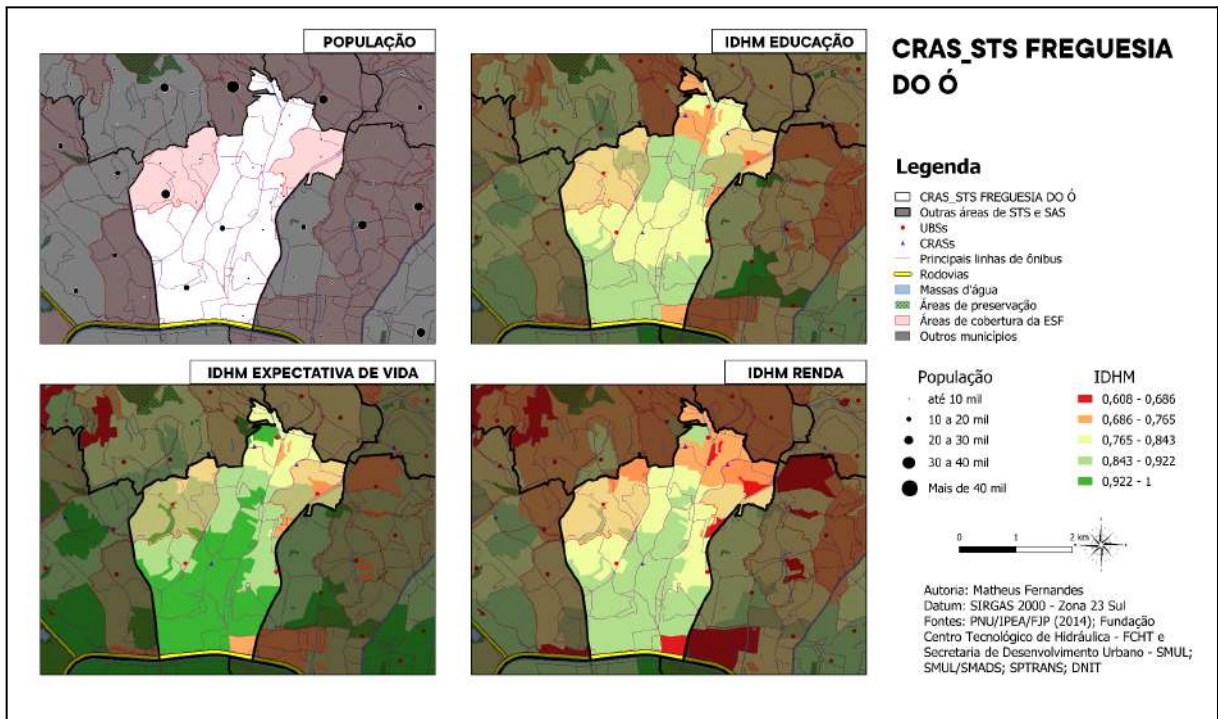 POPULAÇÃO
IDHM EDUCAÇÃO
IDHM EXPECTATIVA DE VIDA
IDHM RENDA
CRAS_STS FREGUESIA
DO Ó
Legenda
CRAS_STS FREGUESIA DO Ó
Outras áreas de STS e SAS
UBSs
CRASs
Principais linhas de ônibus
Rodovias
Massas d'água
Áreas de preservação
Áreas de cobertura da ESF
Outros municípios
População
até 10 mil
10 a 20 mil
20 a 30 mil
30 a 40 mil
Mais de 40 mil
IDHM
0,608 - 0,686
0,686 - 0,765
0,765 - 0,843
0,843 - 0,922
0,922 - 1
0 1 2 km
Autoria: Matheus Fernandes
Datum: SIRGAS 2000 - Zona 23 Sul
Fontes: PNU/IPEA/FJP (2014); Fundação
Centro Tecnológico de Hidráulica - FCHT e
Secretaria de Desenvolvimento Urbano - SMUL;
SMUL/SMADS; SPTRANS; DNIT